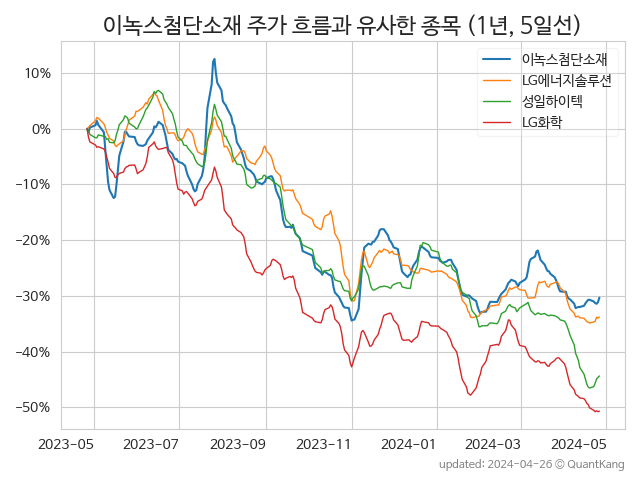 이녹스첨단소재 주가 흐름과 유사한 종목 (1년, 5일선)
이녹스첨단소재
LG에너지솔루션
성일하이텍
LG화학
10%
0%
−10%
−20%
−30%
−40%
−50%
2023-05 2023-07 2023-09 2023-11 2024-01 2024-03 2024-05
updated: 2024-04-26 © QuantKang